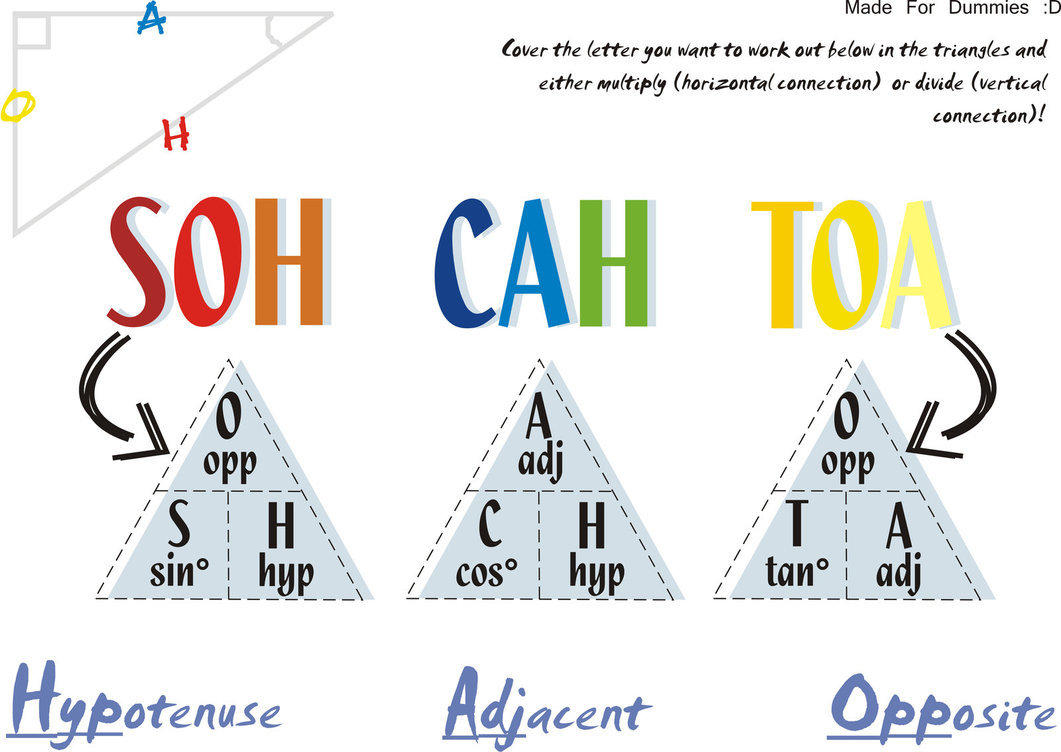 Made For Dummies :D
Cover the letter you want to work out below in the triangles and
either multiply (horizontal connection) or divide (vertical
connection)!
A
O
H
SOH CAH TOA
O A O
opp adj opp
S H C H T A
sin° hyp cos° hyp tan° adj
Hypotenuse Adjacent Opposite